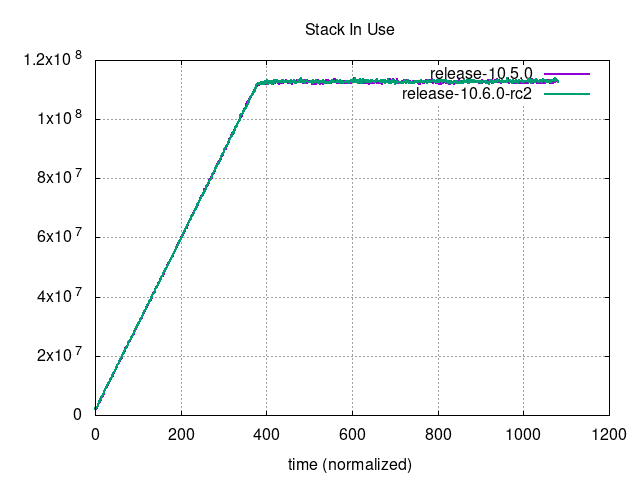 Stack In Use
1.2x10^8
1x10^8
8x10^7
6x10^7
4x10^7
2x10^7
0
release-10.5.0
release-10.6.0-rc2
0 200 400 600 800 1000 1200
time (normalized)